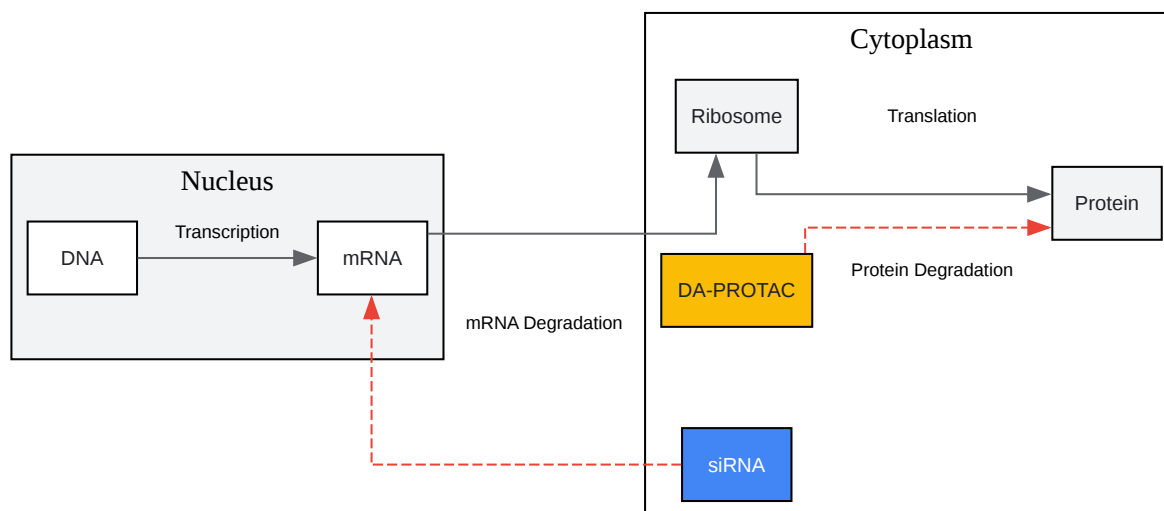 Cytoplasm
Ribosome
Translation
Nucleus
Protein
DNA
Transcription
mRNA
DA-PROTAC
Protein Degradation
mRNA Degradation
siRNA